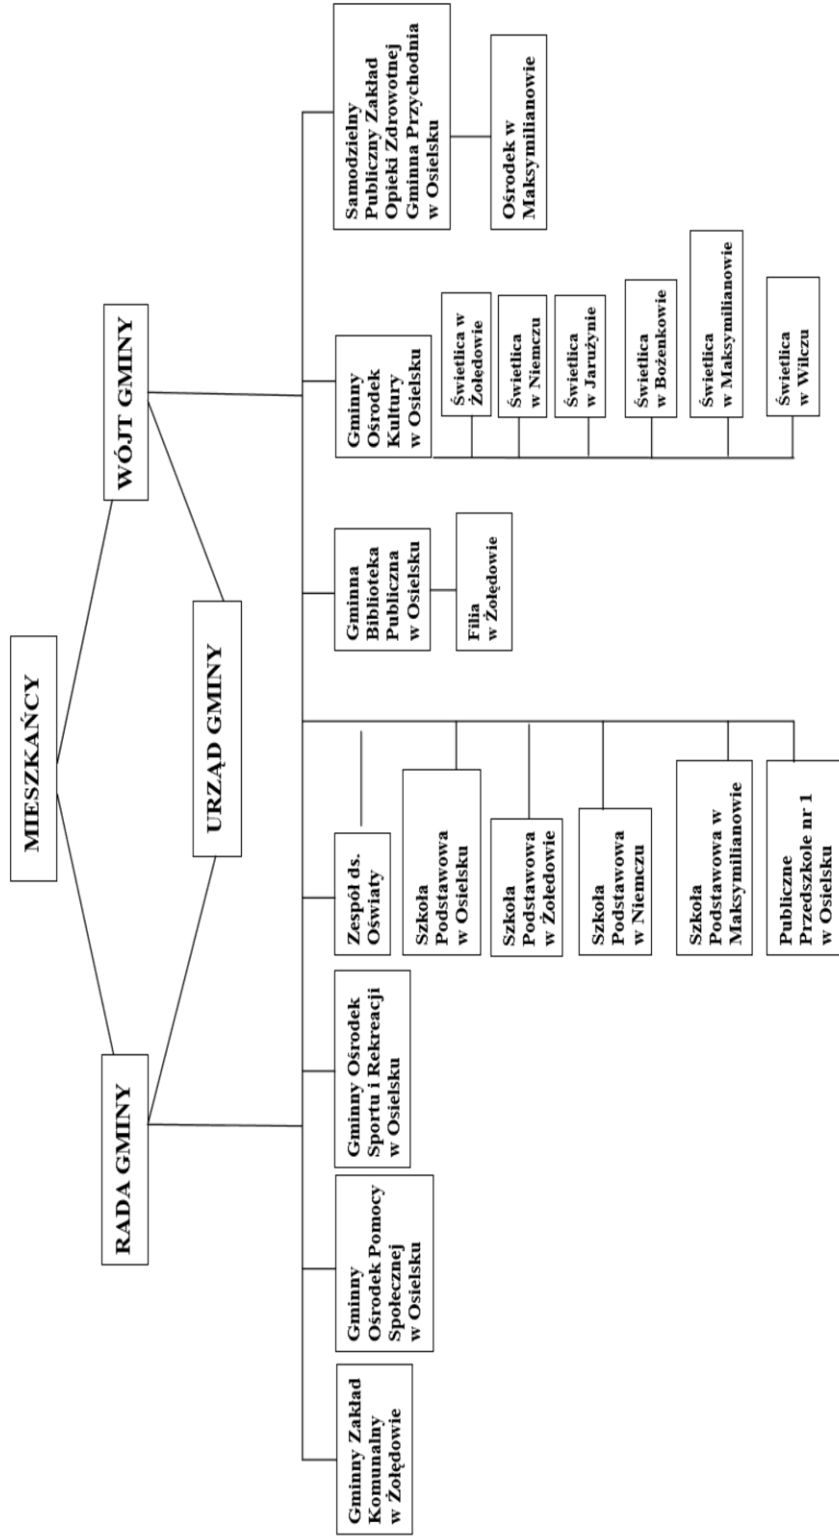 MIESZKAŃCY
RADA GMINY
WÓJT GMINY
URZĄD GMINY
Gminny Zakład
Komunalny
w Żołędowie
Gminny
Ośrodek Pomocy
Społecznej
w Osielsku
Gminny Ośrodek
Sportu i Rekreacji
w Osielsku
Zespół ds.
Oświaty
Szkoła
Podstawowa
w Osielsku
Szkoła
Podstawowa
w Żołedowie
Szkoła
Podstawowa
w Niemczu
Szkoła
Podstawowa w
Maksymilianowie
Publiczne
Przedszkole nr 1
w Osielsku
Gminna
Biblioteka
Publiczna
w Osielsku
Filia
w Żołędowie
Gminny
Ośrodek
Kultury
w Osielsku
Świetlica w
Żołędowie
Świetlica
w Niemczu
Świetlica
w Jarużynie
Świetlica
w Bożenkowie
Świetlica
w Maksymilianowie
Świetlica
w Wilczu
Samodzielny
Publiczny Zakład
Opieki Zdrowotnej
Gminna Przychodnia
w Osielsku
Ośrodek w
Maksymilianowie